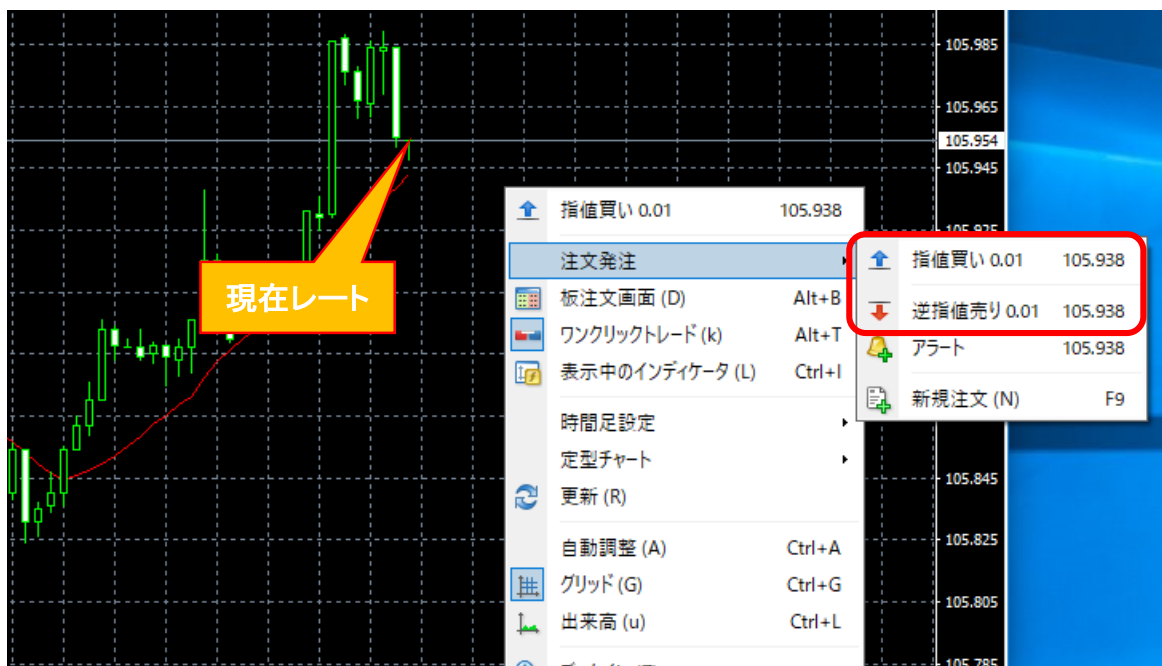 105.985
105.965
105.954
105.945
現在レート
指値買い 0.01 105.938
注文発注
板注文画面 (D) Alt+B
ワンクリックトレード (k) Alt+T
表示中のインディケータ (L) Ctrl+I
時間足設定
定型チャート
更新 (R)
自動調整 (A) Ctrl+A
グリッド (G) Ctrl+G
出来高 (u) Ctrl+L
指値買い 0.01 105.938
逆指値売り 0.01 105.938
アラート 105.938
新規注文 (N) F9
105.845
105.825
105.805
105.785